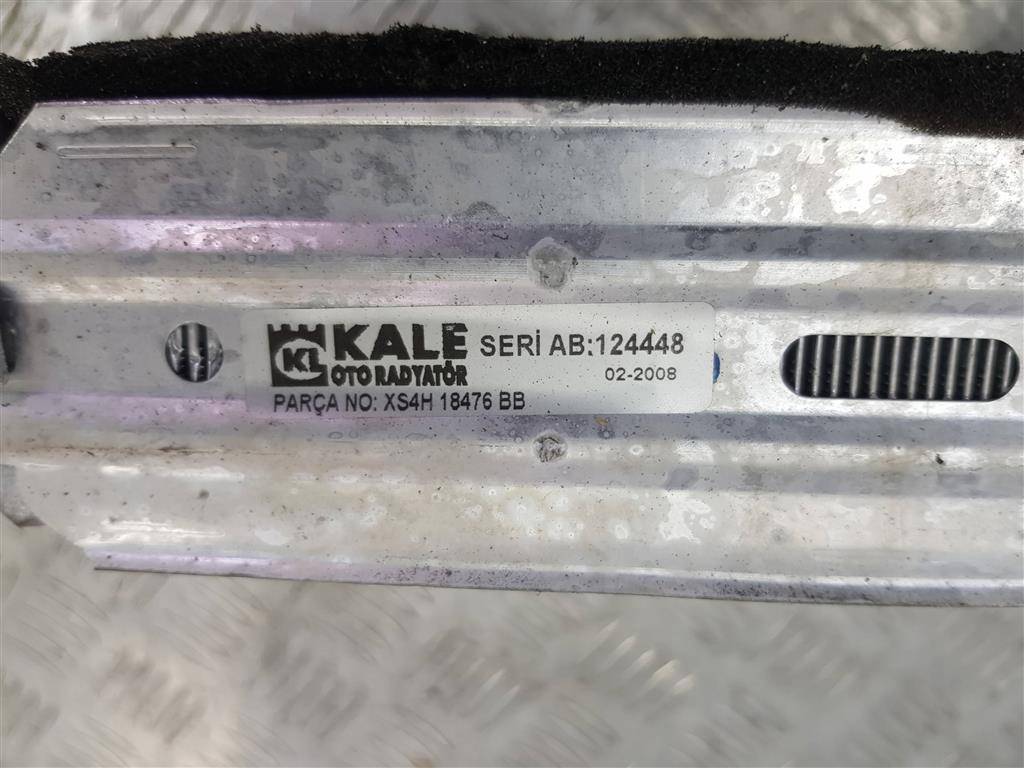 KL KALE SERİ AB:124448
OTO RADYATÖR 02-2008
PARÇA NO: XS4H 18476 BB